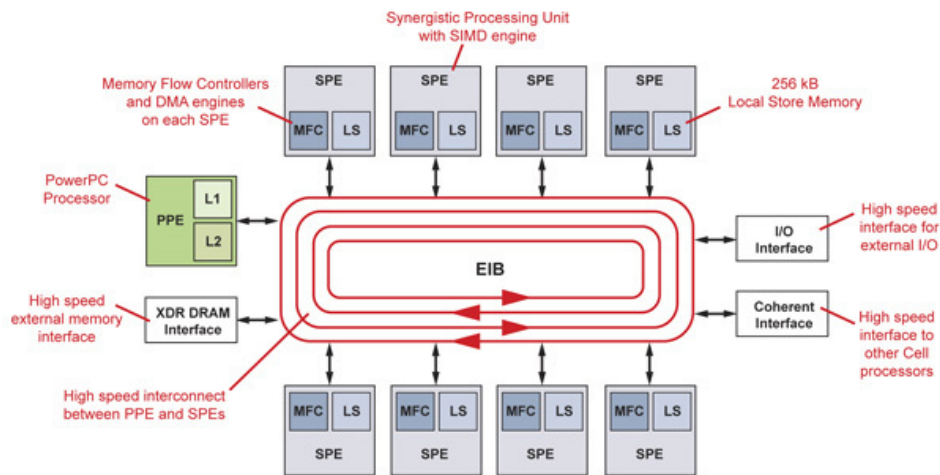 Synergistic Processing Unit
with SIMD engine
Memory Flow Controllers
and DMA engines
on each SPE
256 kB
Local Store Memory
SPE
SPE
SPE
SPE
MFC
LS
MFC
LS
MFC
LS
MFC
LS
PowerPC
Processor
PPE
L1
L2
High speed
interface for
external I/O
I/O
Interface
EIB
High speed
external memory
interface
XDR DRAM
Interface
Coherent
Interface
High speed
interface to
other Cell
processors
High speed interconnect
between PPE and SPEs
MFC
LS
MFC
LS
MFC
LS
MFC
LS
SPE
SPE
SPE
SPE